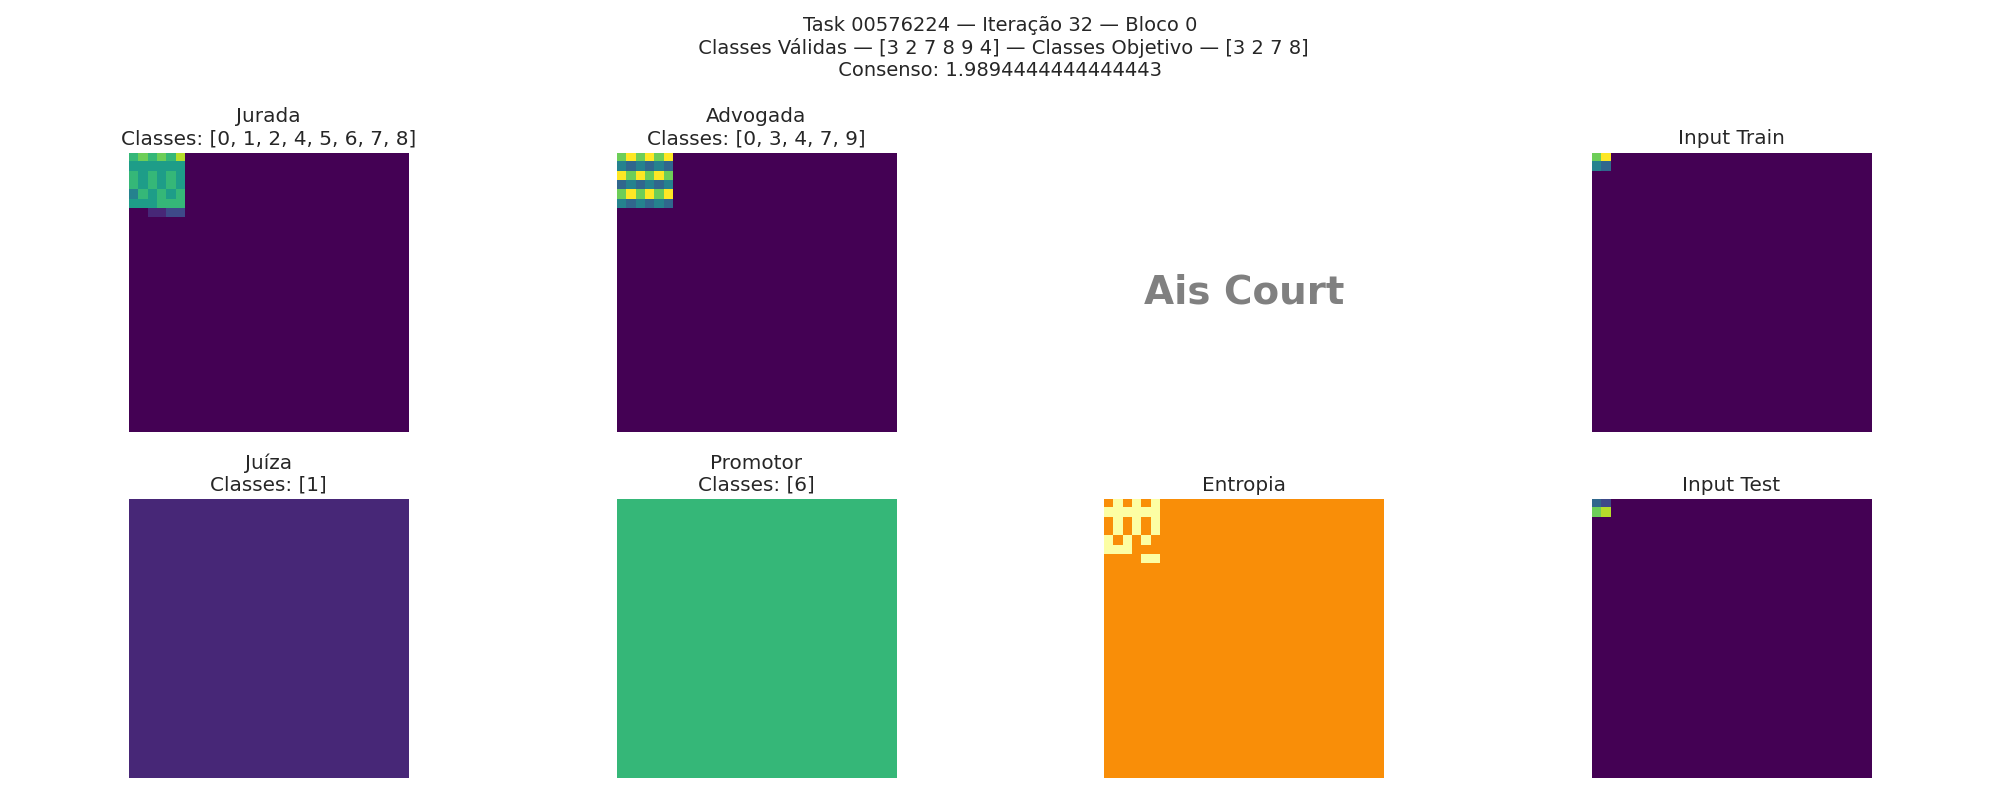 Task 00576224 — Iteração 32 — Bloco 0
Classes Válidas — [3 2 7 8 9 4] — Classes Objetivo — [3 2 7 8]
Consenso: 1.9894444444444443
Jurada
Classes: [0, 1, 2, 4, 5, 6, 7, 8]
Advogada
Classes: [0, 3, 4, 7, 9]
Input Train
Ais Court
Juíza
Classes: [1]
Promotor
Classes: [6]
Entropia
Input Test